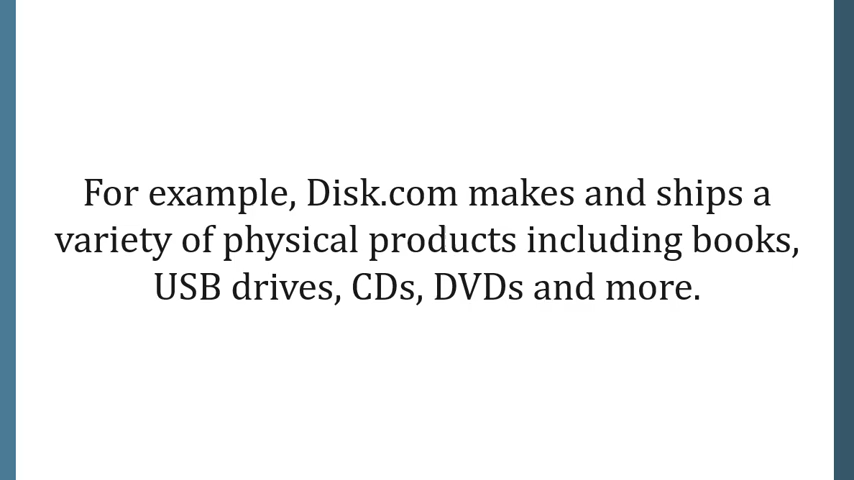 For example, Disk.com makes and ships a
variety of physical products including books,
USB drives, CDs, DVDs and more.